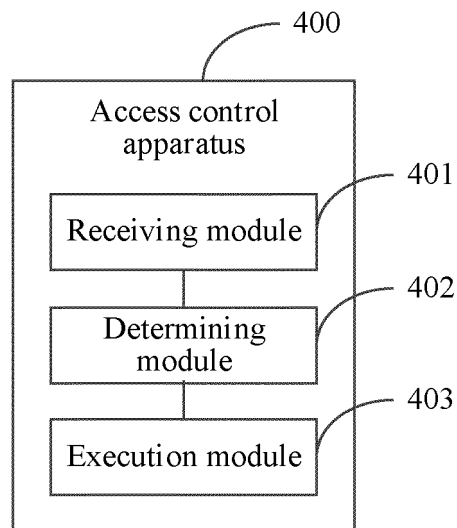 400
Access control
apparatus
401
Receiving module
402
Determining
module
403
Execution module